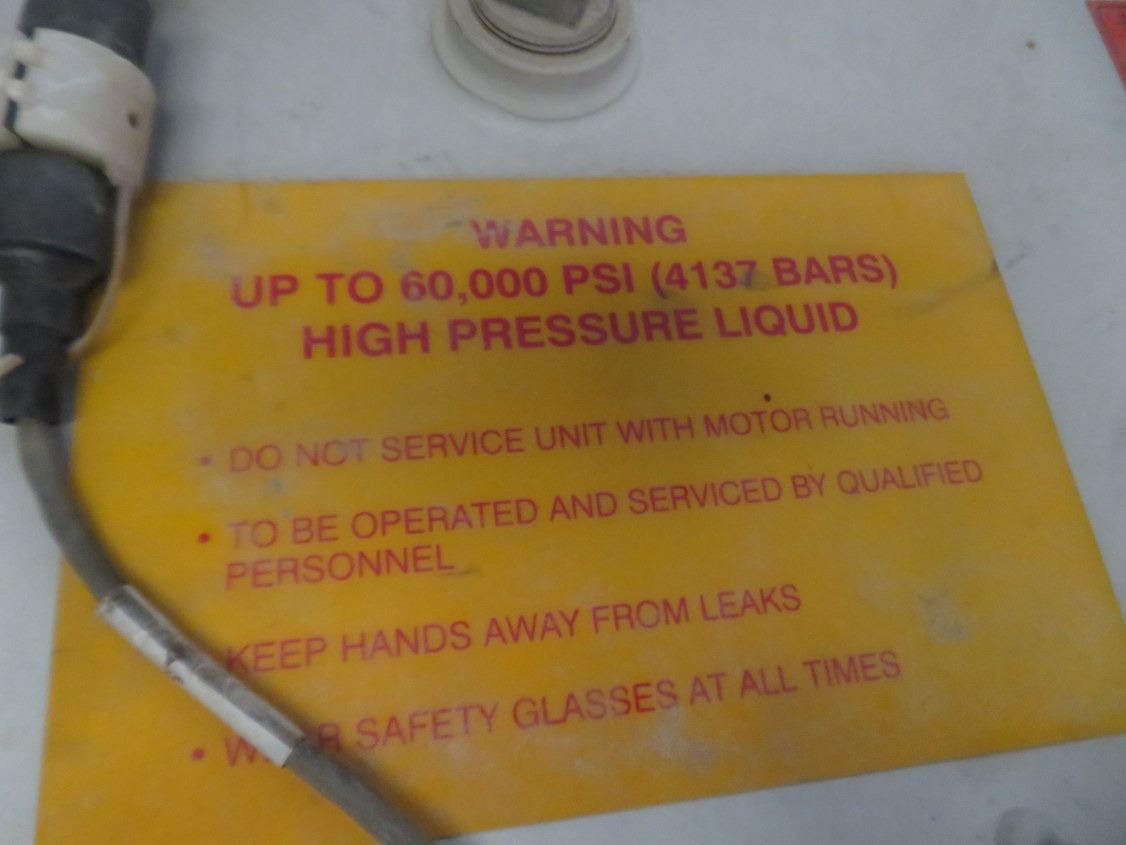 WARNING
UP TO 60,000 PSI (4137 BARS)
HIGH PRESSURE LIQUID
• DO NOT SERVICE UNIT WITH MOTOR RUNNING
• TO BE OPERATED AND SERVICED BY QUALIFIED
PERSONNEL
KEEP HANDS AWAY FROM LEAKS
• SAFETY GLASSES AT ALL TIMES